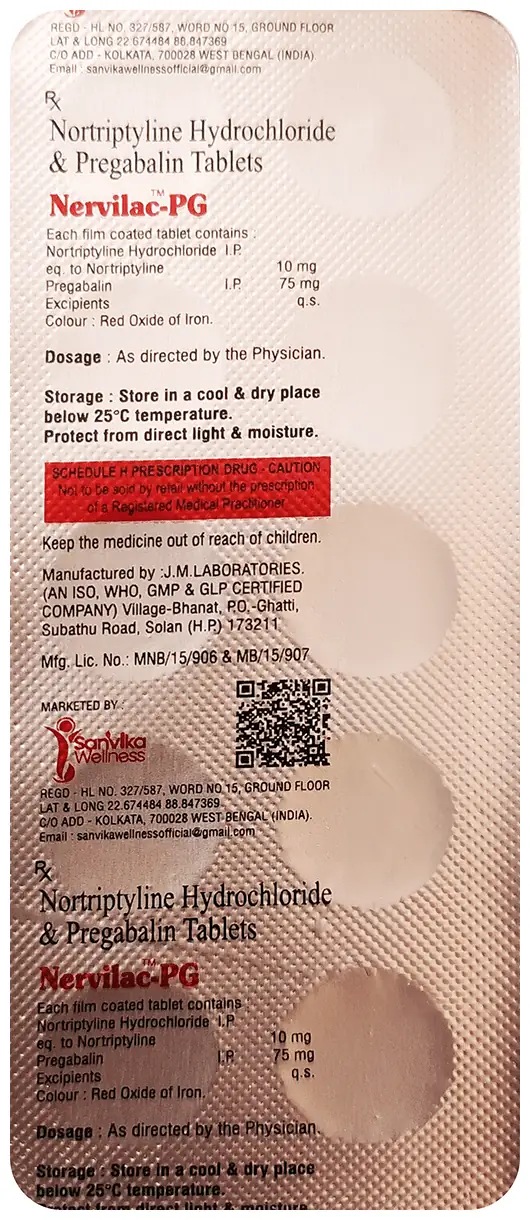 Sanvika
Wellness
REGD - HL NO. 327/587, WORD NO 15, GROUND FLOOR
LAT & LONG 22.674484 88.847369
C/O ADD - KOLKATA, 700028 WEST BENGAL (INDIA).
Email : sanvikawellnessofficial@gmail.com
Rx
Nortriptyline Hydrochloride
& Pregabalin Tablets
Nervilac-PG™
Each film coated tablet contains :
Nortriptyline Hydrochloride I.P.
eq. to Nortriptyline 10 mg
Pregabalin I.P. 75 mg
Excipients q.s.
Colour : Red Oxide of Iron.
Dosage : As directed by the Physician.
Storage : Store in a cool & dry place
below 25°C temperature.
Protect from direct light & moisture.
SCHEDULE H PRESCRIPTION DRUG - CAUTION
Not to be sold by retail without the prescription
of a Registered Medical Practitioner
Keep the medicine out of reach of children.
Manufactured by :J.M.LABORATORIES.
(AN ISO, WHO, GMP & GLP CERTIFIED
COMPANY) Village-Bhanat, P.O.-Ghatti,
Subathu Road, Solan (H.P.) 173211
Mfg. Lic. No.: MNB/15/906 & MB/15/907
MARKETED BY :
Sanvika
Wellness
REGD - HL NO. 327/587, WORD NO 15, GROUND FLOOR
LAT & LONG 22.674484 88.847369
C/O ADD - KOLKATA, 700028 WEST BENGAL (INDIA).
Email : sanvikawellnessofficial@gmail.com
Rx
Nortriptyline Hydrochloride
& Pregabalin Tablets
Nervilac-PG™
Each film coated tablet contains :
Nortriptyline Hydrochloride I.P.
eq. to Nortriptyline 10 mg
Pregabalin I.P. 75 mg
Excipients q.s.
Colour : Red Oxide of Iron.
Dosage : As directed by the Physician.
Storage : Store in a cool & dry place
below 25°C temperature.
Protect from direct light & moisture.